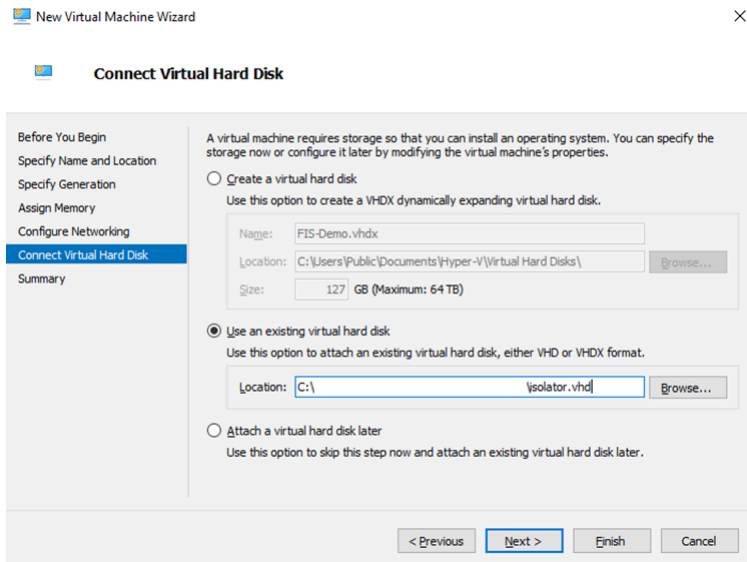 New Virtual Machine Wizard
Connect Virtual Hard Disk
Before You Begin
Specify Name and Location
Specify Generation
Assign Memory
Configure Networking
Connect Virtual Hard Disk
Summary
A virtual machine requires storage so that you can install an operating system. You can specify the
storage now or configure it later by modifying the virtual machine's properties.
Create a virtual hard disk
Use this option to create a VHDX dynamically expanding virtual hard disk.
Name: FIS-Demo.vhdx
Location: C:\Users\Public\Documents\Hyper-V\Virtual Hard Disks\ Browse...
Size: 127 GB (Maximum: 64 TB)
Use an existing virtual hard disk
Use this option to attach an existing virtual hard disk, either VHD or VHDX format.
Location: C:\ \isolator.vhd Browse...
Attach a virtual hard disk later
Use this option to skip this step now and attach an existing virtual hard disk later.
< Previous Next > Finish Cancel